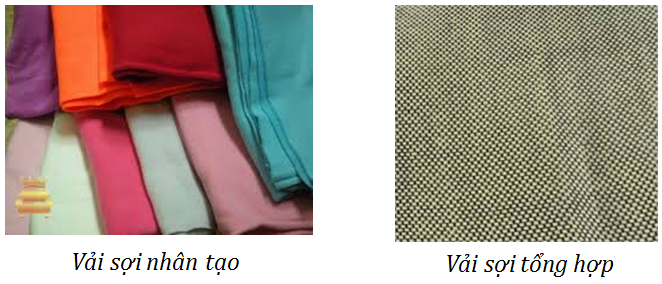 Vải sợi nhân tạo
Vải sợi tổng hợp